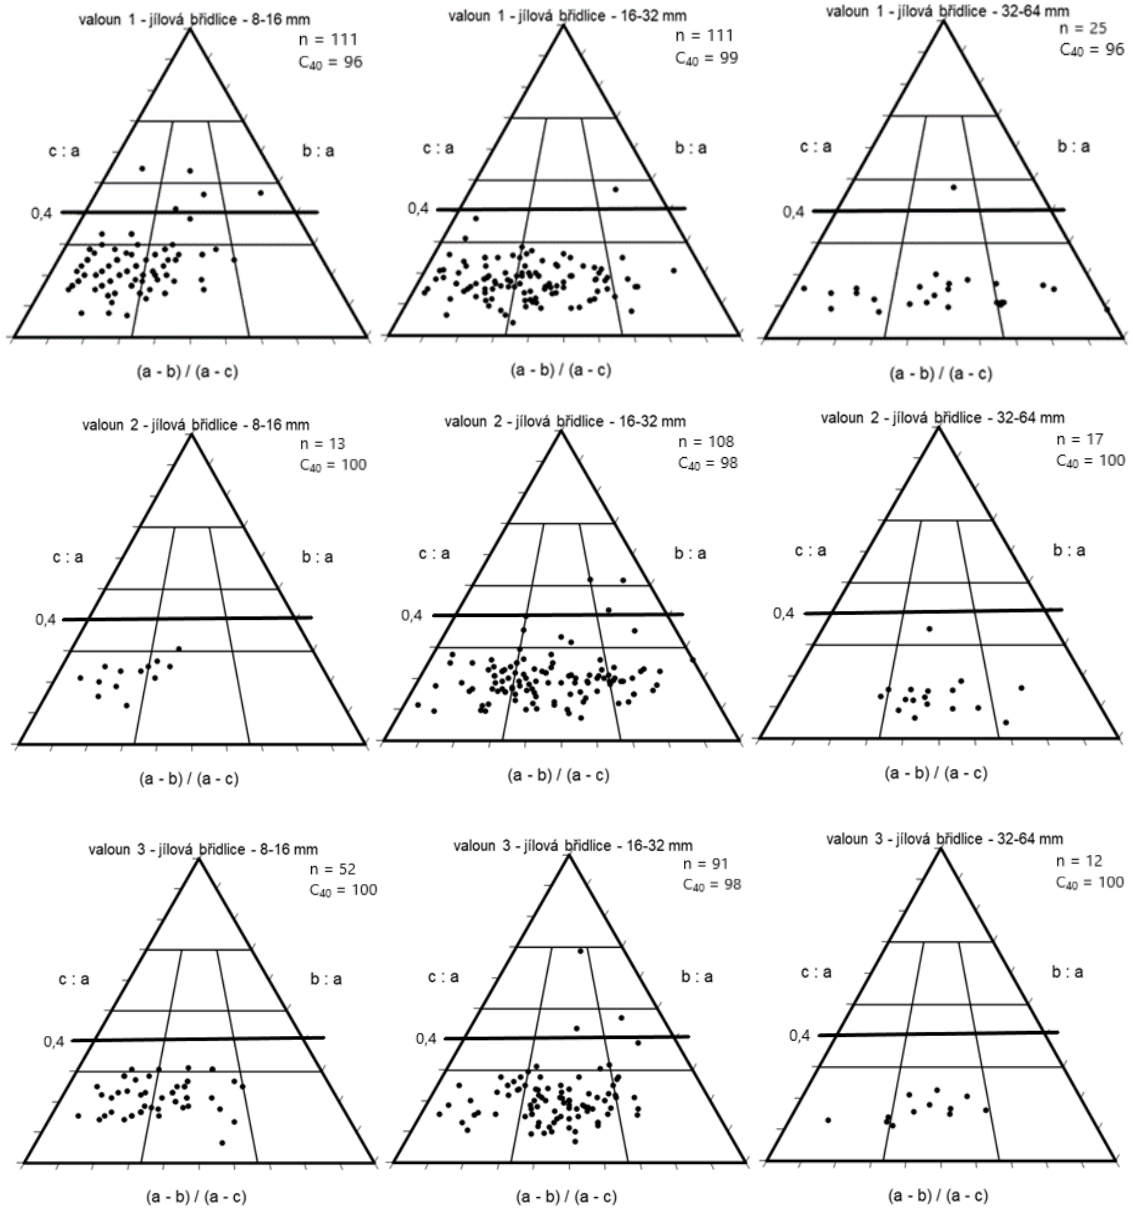 valoun 1 - jílová břidlice - 8-16 mm
n = 111
C₄₀ = 96
c : a
b : a
0,4
(a - b) / (a - c)
valoun 1 - jílová břidlice - 16-32 mm
n = 111
C₄₀ = 99
c : a
b : a
0,4
(a - b) / (a - c)
valoun 1 - jílová břidlice - 32-64 mm
n = 25
C₄₀ = 96
c : a
b : a
0,4
(a - b) / (a - c)
valoun 2 - jílová břidlice - 8-16 mm
n = 13
C₄₀ = 100
c : a
b : a
0,4
(a - b) / (a - c)
valoun 2 - jílová břidlice - 16-32 mm
n = 108
C₄₀ = 98
c : a
b : a
0,4
(a - b) / (a - c)
valoun 2 - jílová břidlice - 32-64 mm
n = 17
C₄₀ = 100
c : a
b : a
0,4
(a - b) / (a - c)
valoun 3 - jílová břidlice - 8-16 mm
n = 52
C₄₀ = 100
c : a
b : a
0,4
(a - b) / (a - c)
valoun 3 - jílová břidlice - 16-32 mm
n = 91
C₄₀ = 98
c : a
b : a
0,4
(a - b) / (a - c)
valoun 3 - jílová břidlice - 32-64 mm
n = 12
C₄₀ = 100
c : a
b : a
0,4
(a - b) / (a - c)